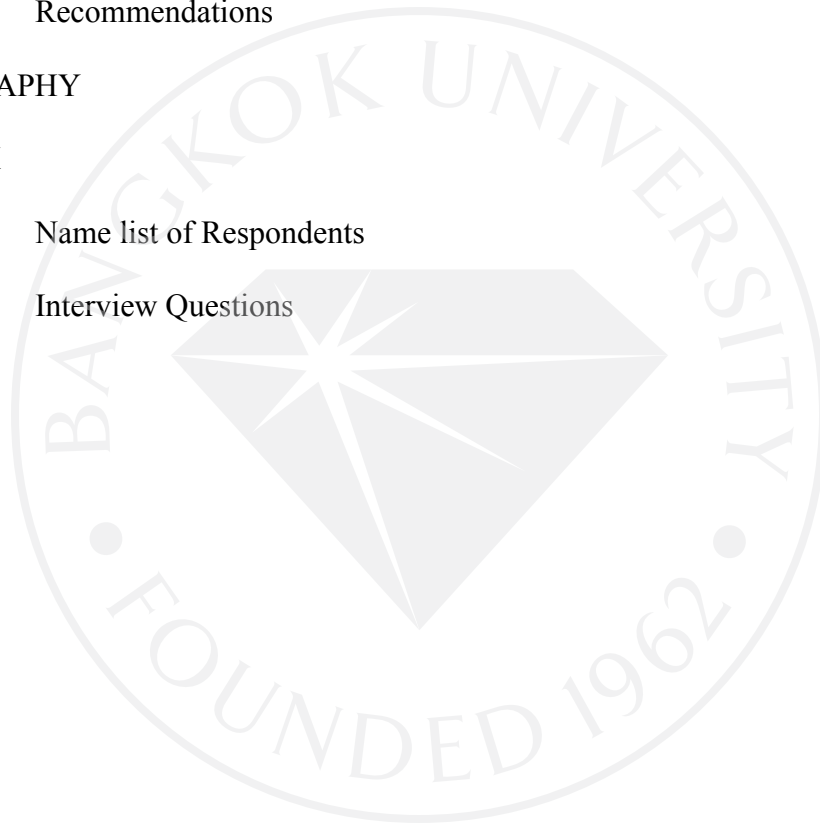 Recommendations
APHY
Name list of Respondents
Interview Questions
BANGKOK UNIVERSITY
FOUNDED 1962